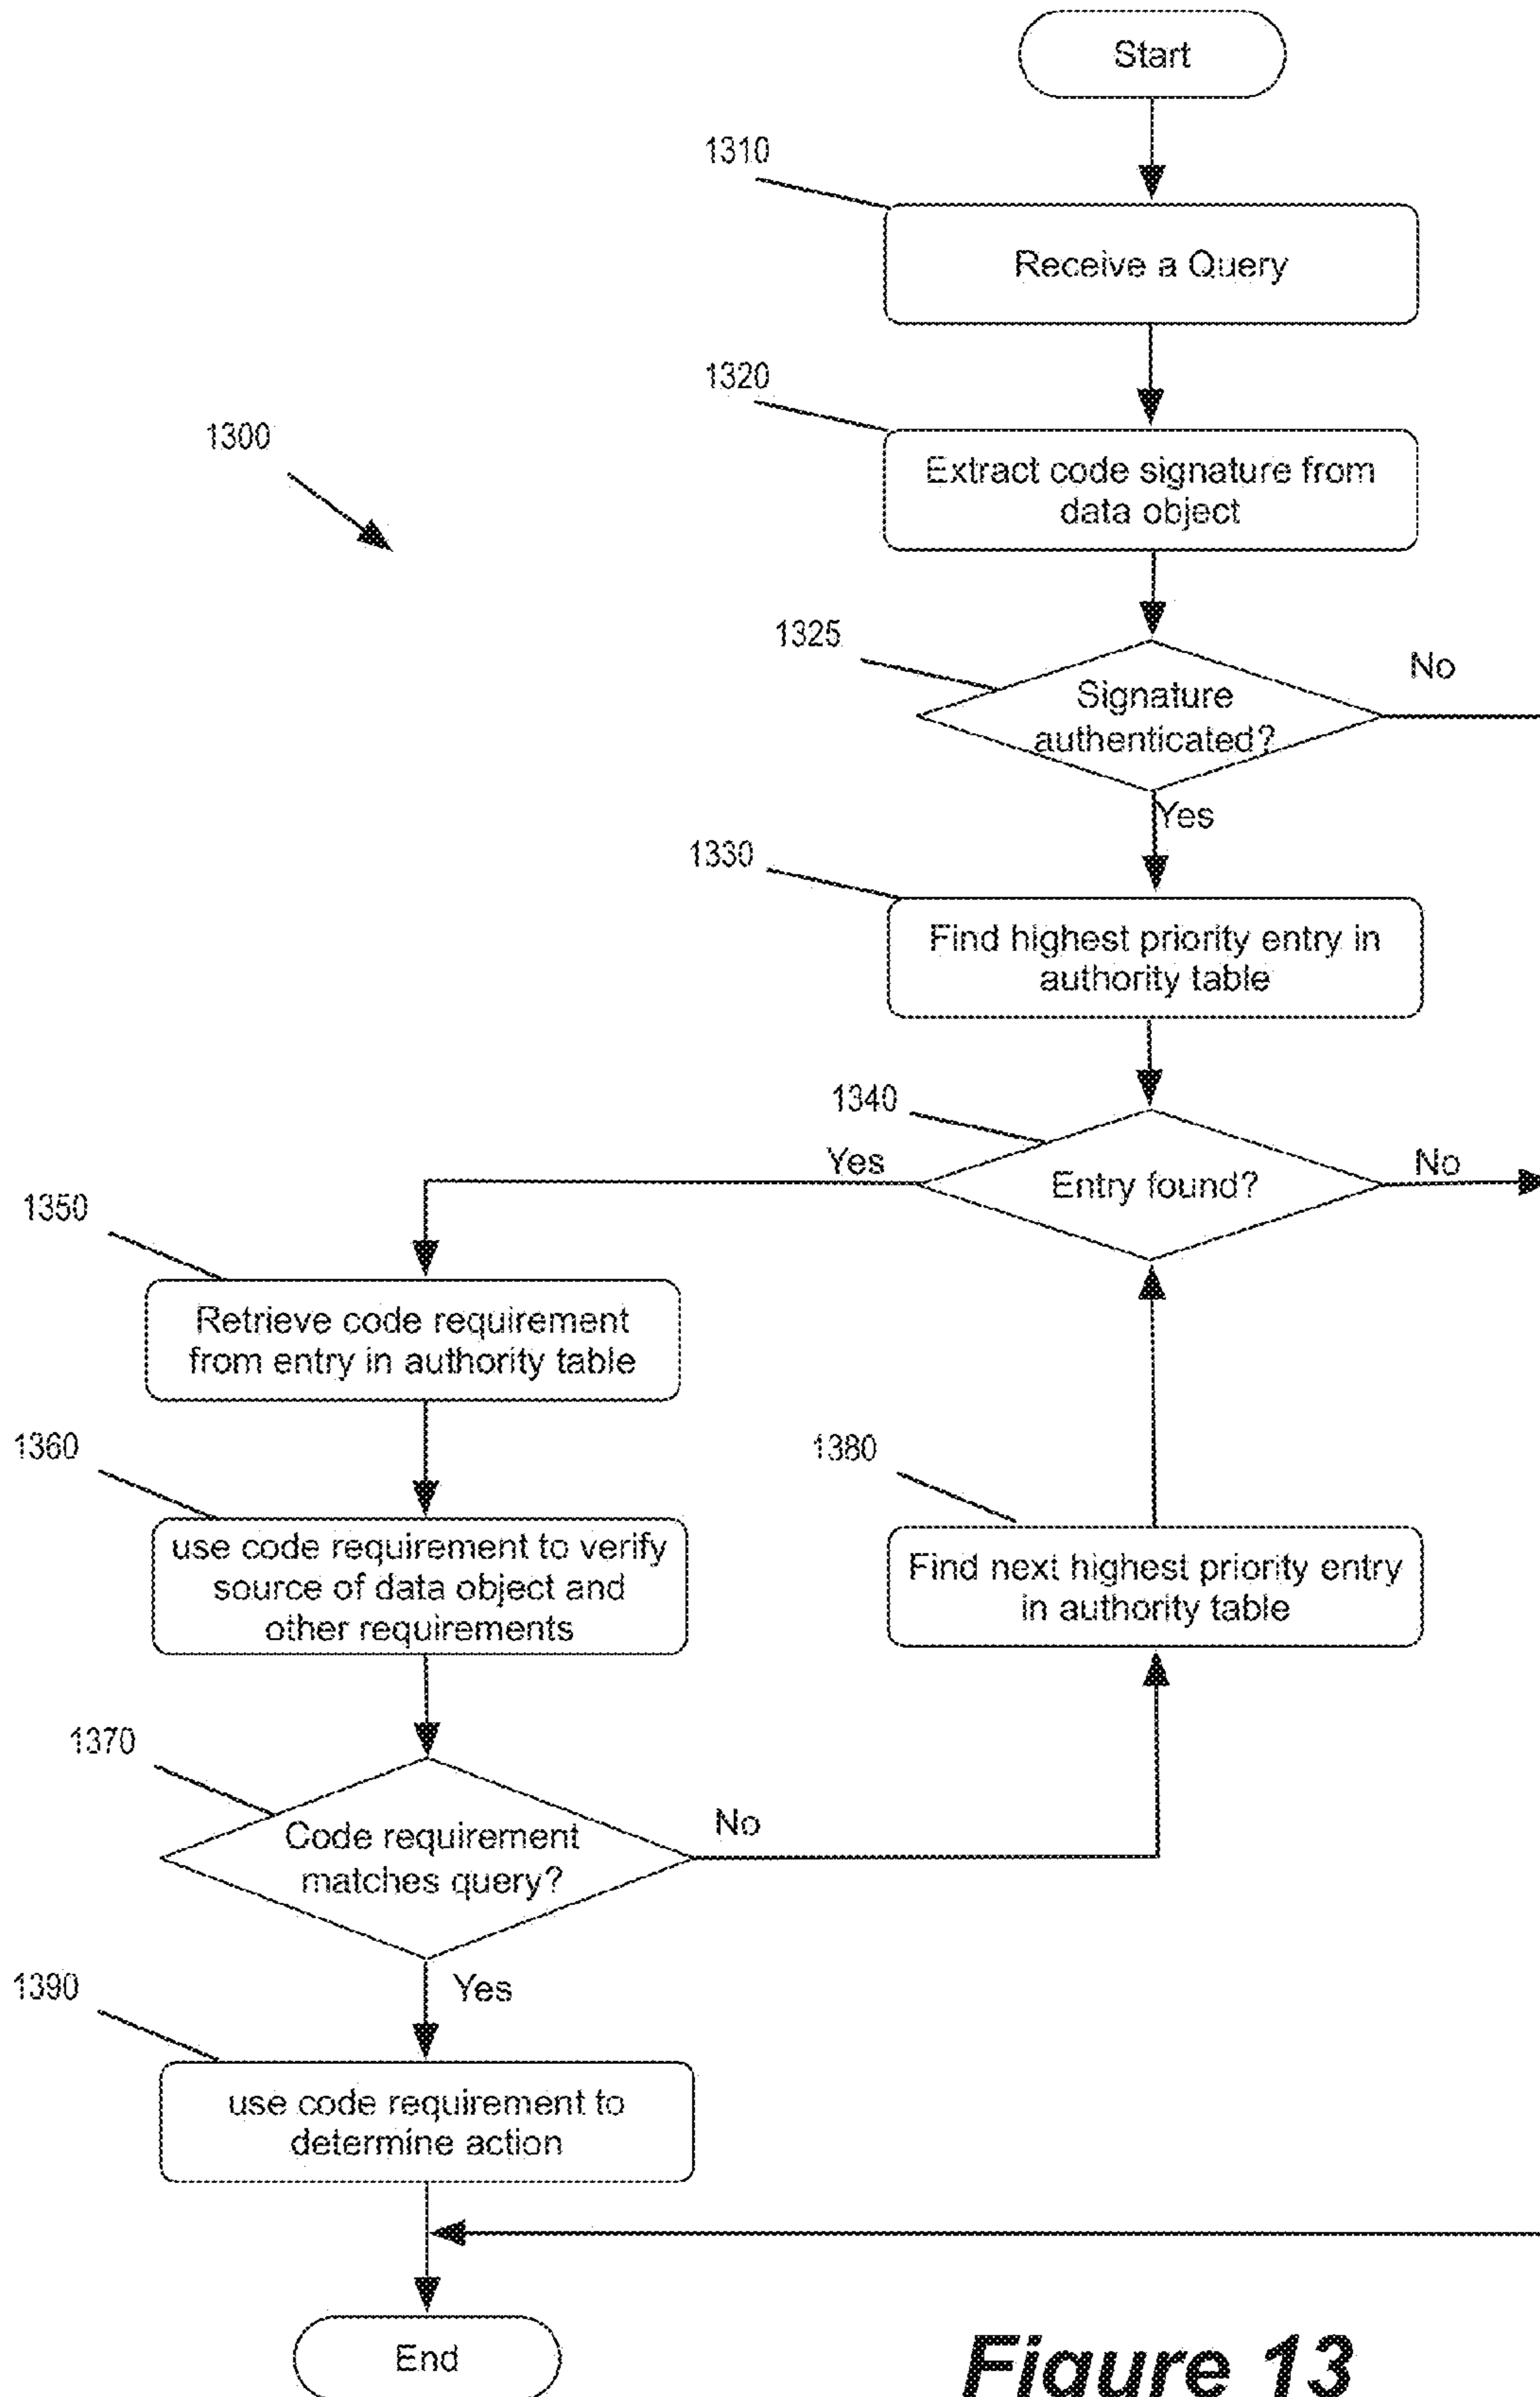 Start
1310
Receive a Query
1320
1300
Extract code signature from
data object
1325
No
Signature
authenticated?
Yes
1330
Find highest priority entry in
authority table
1340
Yes
Entry found?
No
1350
Retrieve code requirement
from entry in authority table
1360
1380
use code requirement to verify
source of data object and
other requirements
Find next highest priority entry
in authority table
1370
No
Code requirement
matches query?
1390
Yes
use code requirement to
determine action
End
Figure 13